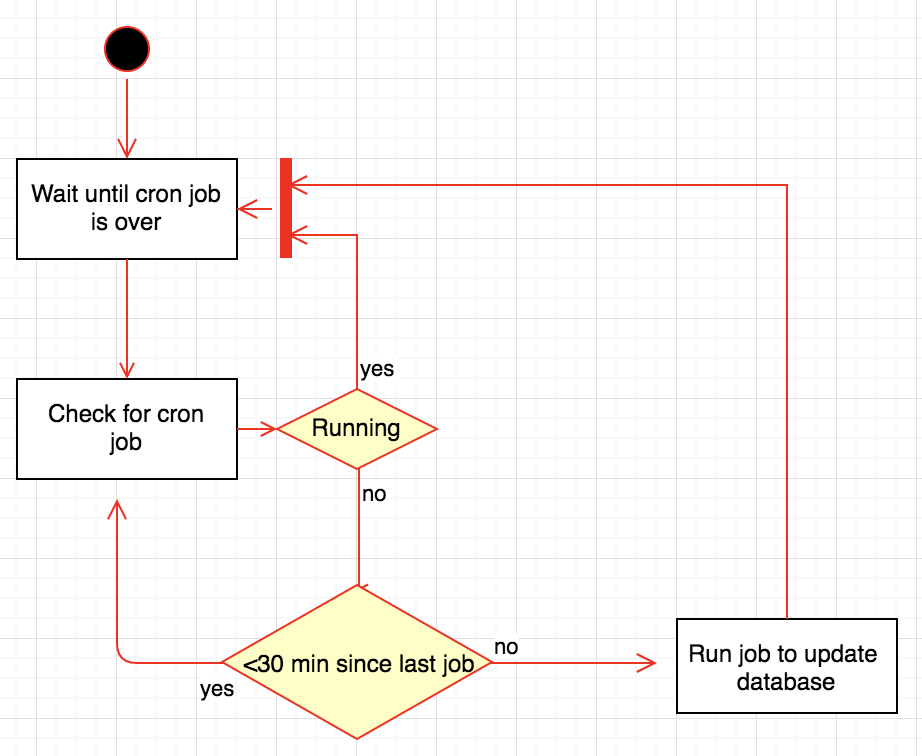 Wait until cron job
is over
yes
Check for cron
job
Running
no
<30 min since last job
no
yes
Run job to update
database